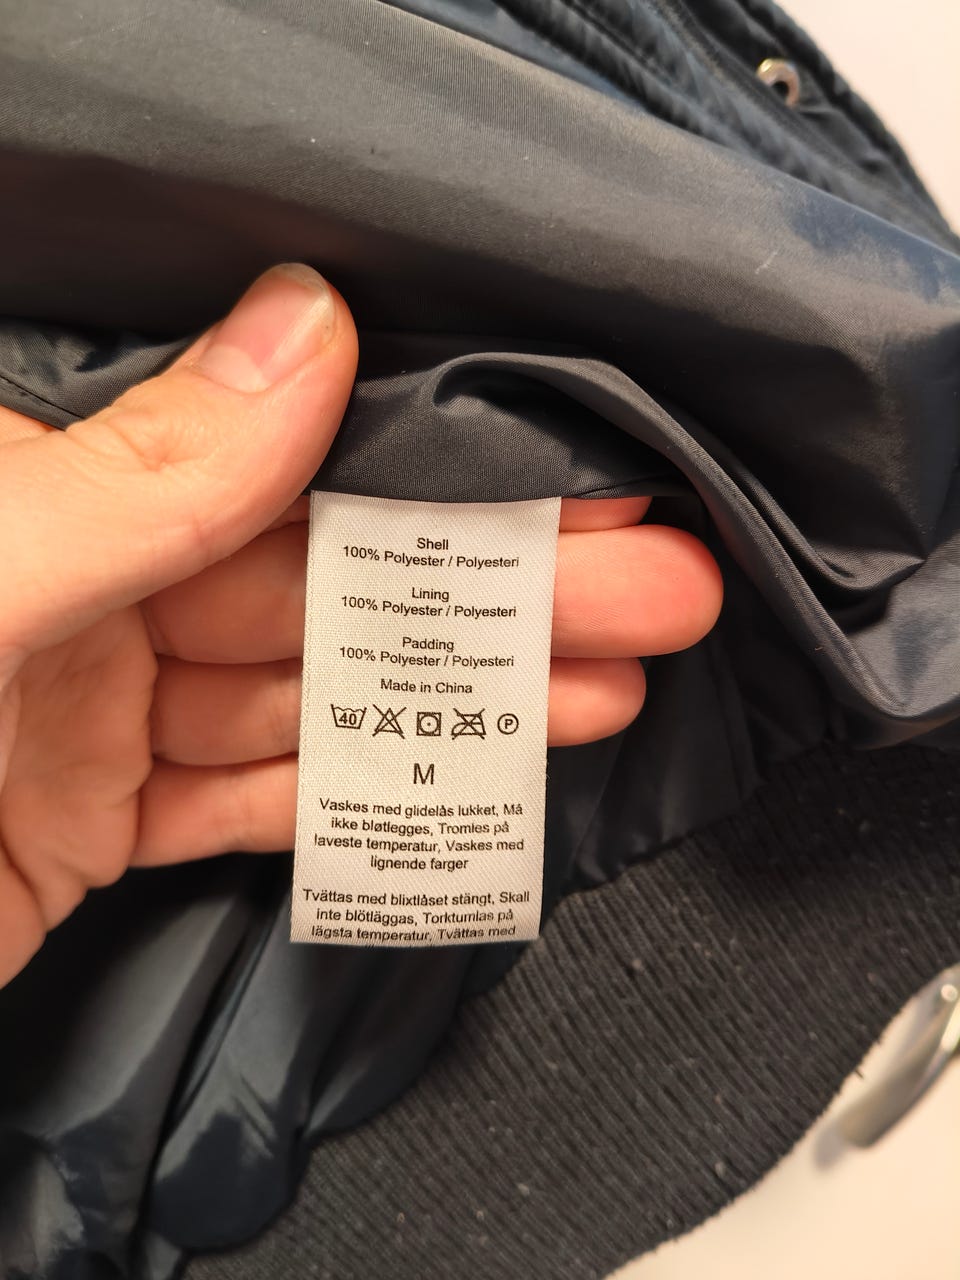 Shell
100% Polyester / Polyesteri
Lining
100% Polyester / Polyesteri
Padding
100% Polyester / Polyesteri
Made in China
40 P
M
Vaskes med glidelås lukket, Må
ikke bløtlegges, Tromles på
laveste temperatur, Vaskes med
lignende farger
Tvättas med blixtlåset stängt, Skall
inte blötläggas, Torktumlas på
lägsta temperatur, Tvättas med